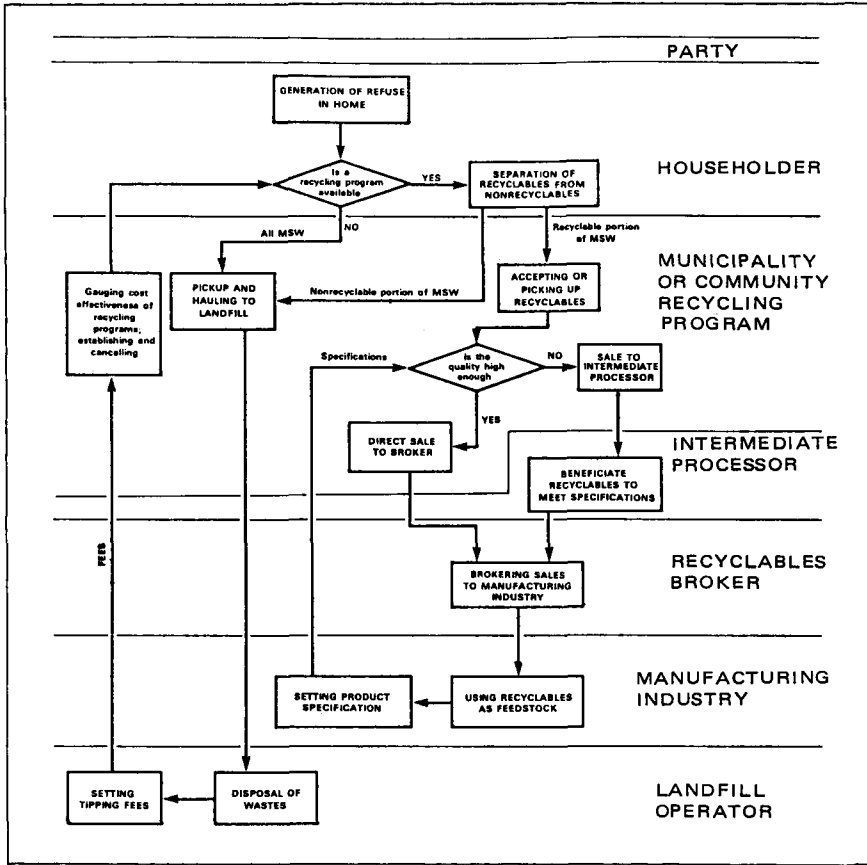 PARTY
GENERATION OF REFUSE
IN HOME
Is a
recycling program
available
YES
SEPARATION OF
RECYCLABLES FROM
NONRECYCLABLES
HOUSEHOLDER
NO
All MSW
Recyclable portion
of MSW
Gauging cost
effectiveness of
recycling
programs;
establishing and
cancelling
PICKUP AND
HAULING TO
LANDFILL
Nonrecyclable portion of MSW
ACCEPTING OR
PICKING UP
RECYCLABLES
MUNICIPALITY
OR COMMUNITY
RECYCLING
PROGRAM
Specifications
is the
quality high
enough
NO
SALE TO
INTERMEDIATE
PROCESSOR
YES
DIRECT SALE
TO BROKER
INTERMEDIATE
PROCESSOR
BENEFICIATE
RECYCLABLES TO
MEET SPECIFICATIONS
FEES
BROKERING SALES
TO MANUFACTURING
INDUSTRY
RECYCLABLES
BROKER
SETTING PRODUCT
SPECIFICATION
USING RECYCLABLES
AS FEEDSTOCK
MANUFACTURING
INDUSTRY
SETTING
TIPPING FEES
DISPOSAL OF
WASTES
LANDFILL
OPERATOR